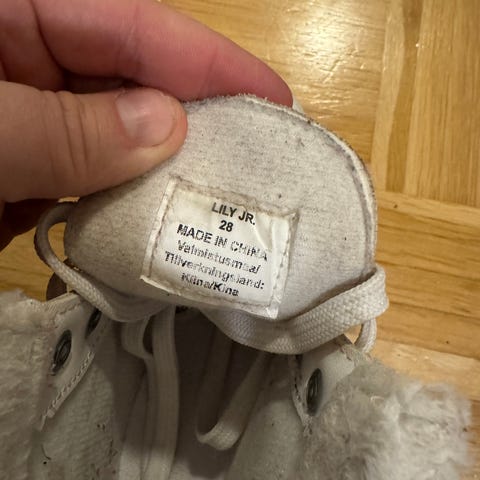 LILY JR.
28
MADE IN CHINA
Valmistusmaa/
Tillverkningsland:
Kiina/Kina